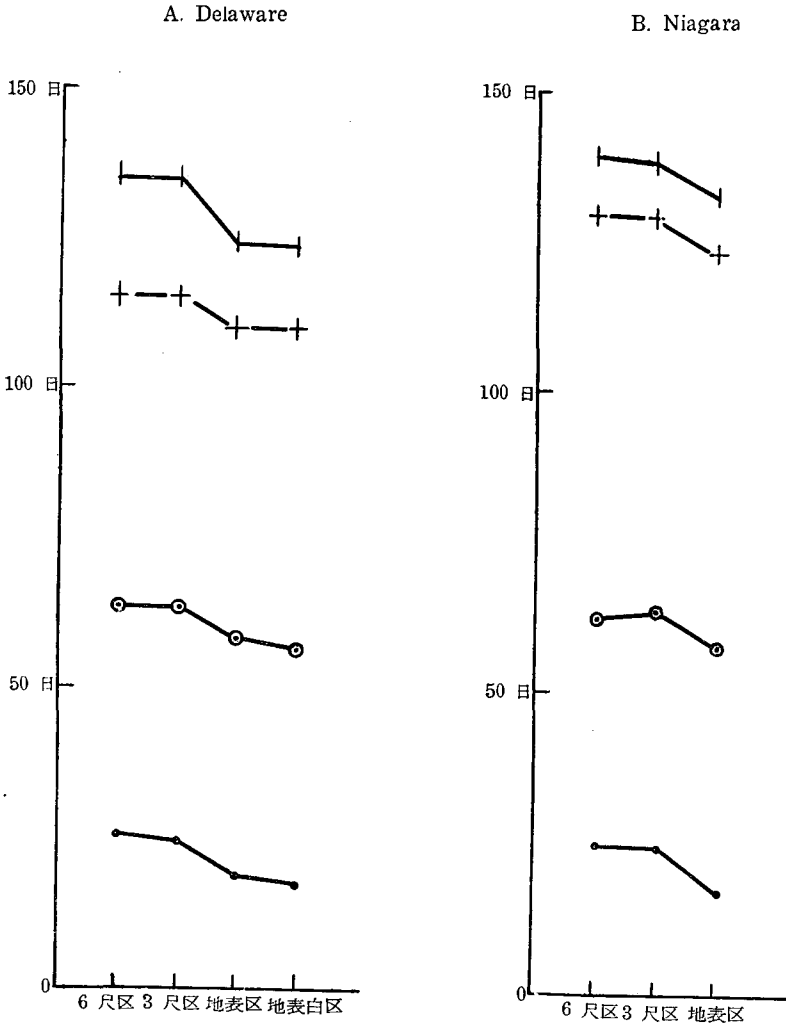 A. Delaware
150 日
100 日
50 日
0
6 尺区 3 尺区 地表区 地表白区
B. Niagara
150 日
100 日
50 日
0
6 尺区 3 尺区 地表区